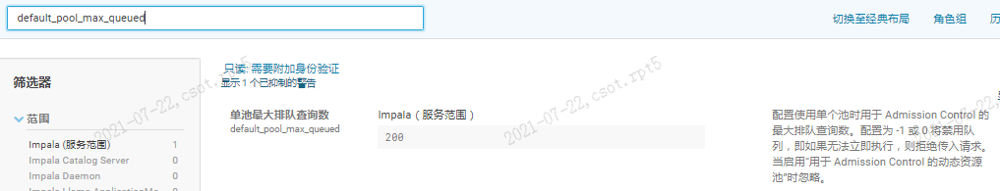 default_pool_max_queued
切换至经典布局 角色组 历
只读: 需要附加身份验证
筛选器
显示 1 个已抑制的警告
范围
单池最大排队查询数
Impala（服务范围）
配置使用单个池时用于 Admission Control 的
default_pool_max_queued
最大排队查询数。配置为 -1 或 0 将禁用队
200
列，即如果无法立即执行，则拒绝传入请求。
当启用“用于 Admission Control 的动态资源
池”时忽略。
Impala (服务范围) 1
Impala Catalog Server 0
Impala Daemon 0
2021-07-22,csot.rpt5
2021-07-22,csot.rpt5
2021-07-22